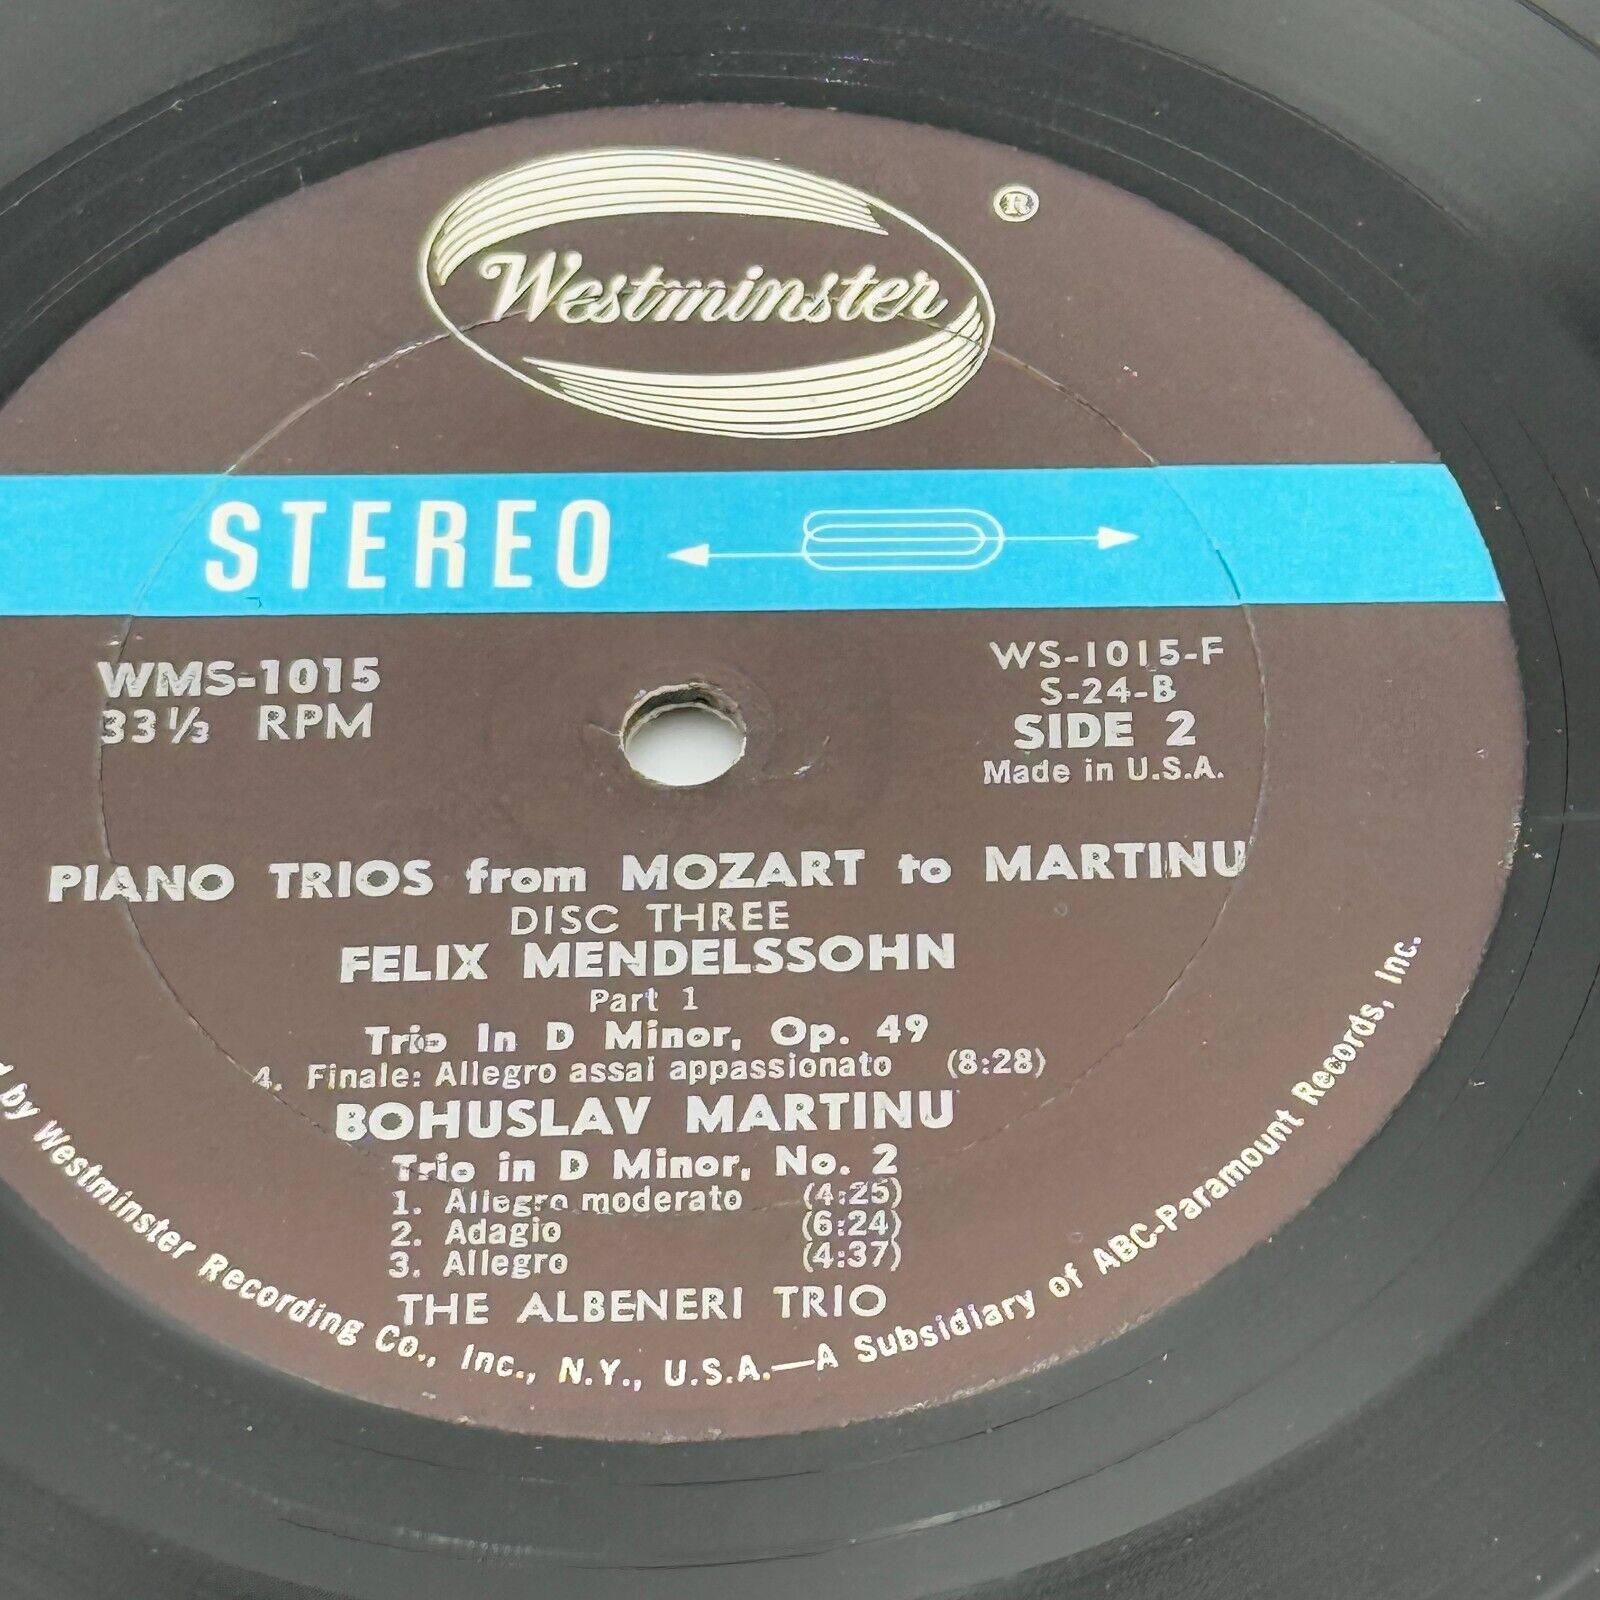 Westminster ®
STEREO
WMS-1015
33⅓ RPM
WS-1015-F
S-24-B
SIDE 2
Made in U.S.A.
PIANO TRIOS from MOZART to MARTINU
DISC THREE
FELIX MENDELSSOHN
Part 1
Trio In D Minor, Op. 49
4. Finale: Allegro assai appassionato (8:28)
BOHUSLAV MARTINU
Trio in D Minor, No. 2
1. Allegro moderato (4:25)
2. Adagio (6:24)
3. Allegro (4:37)
THE ALBENERI TRIO
by Westminster Recording Co., Inc., N.Y., U.S.A.—A Subsidiary of ABC-Paramount Records, Inc.